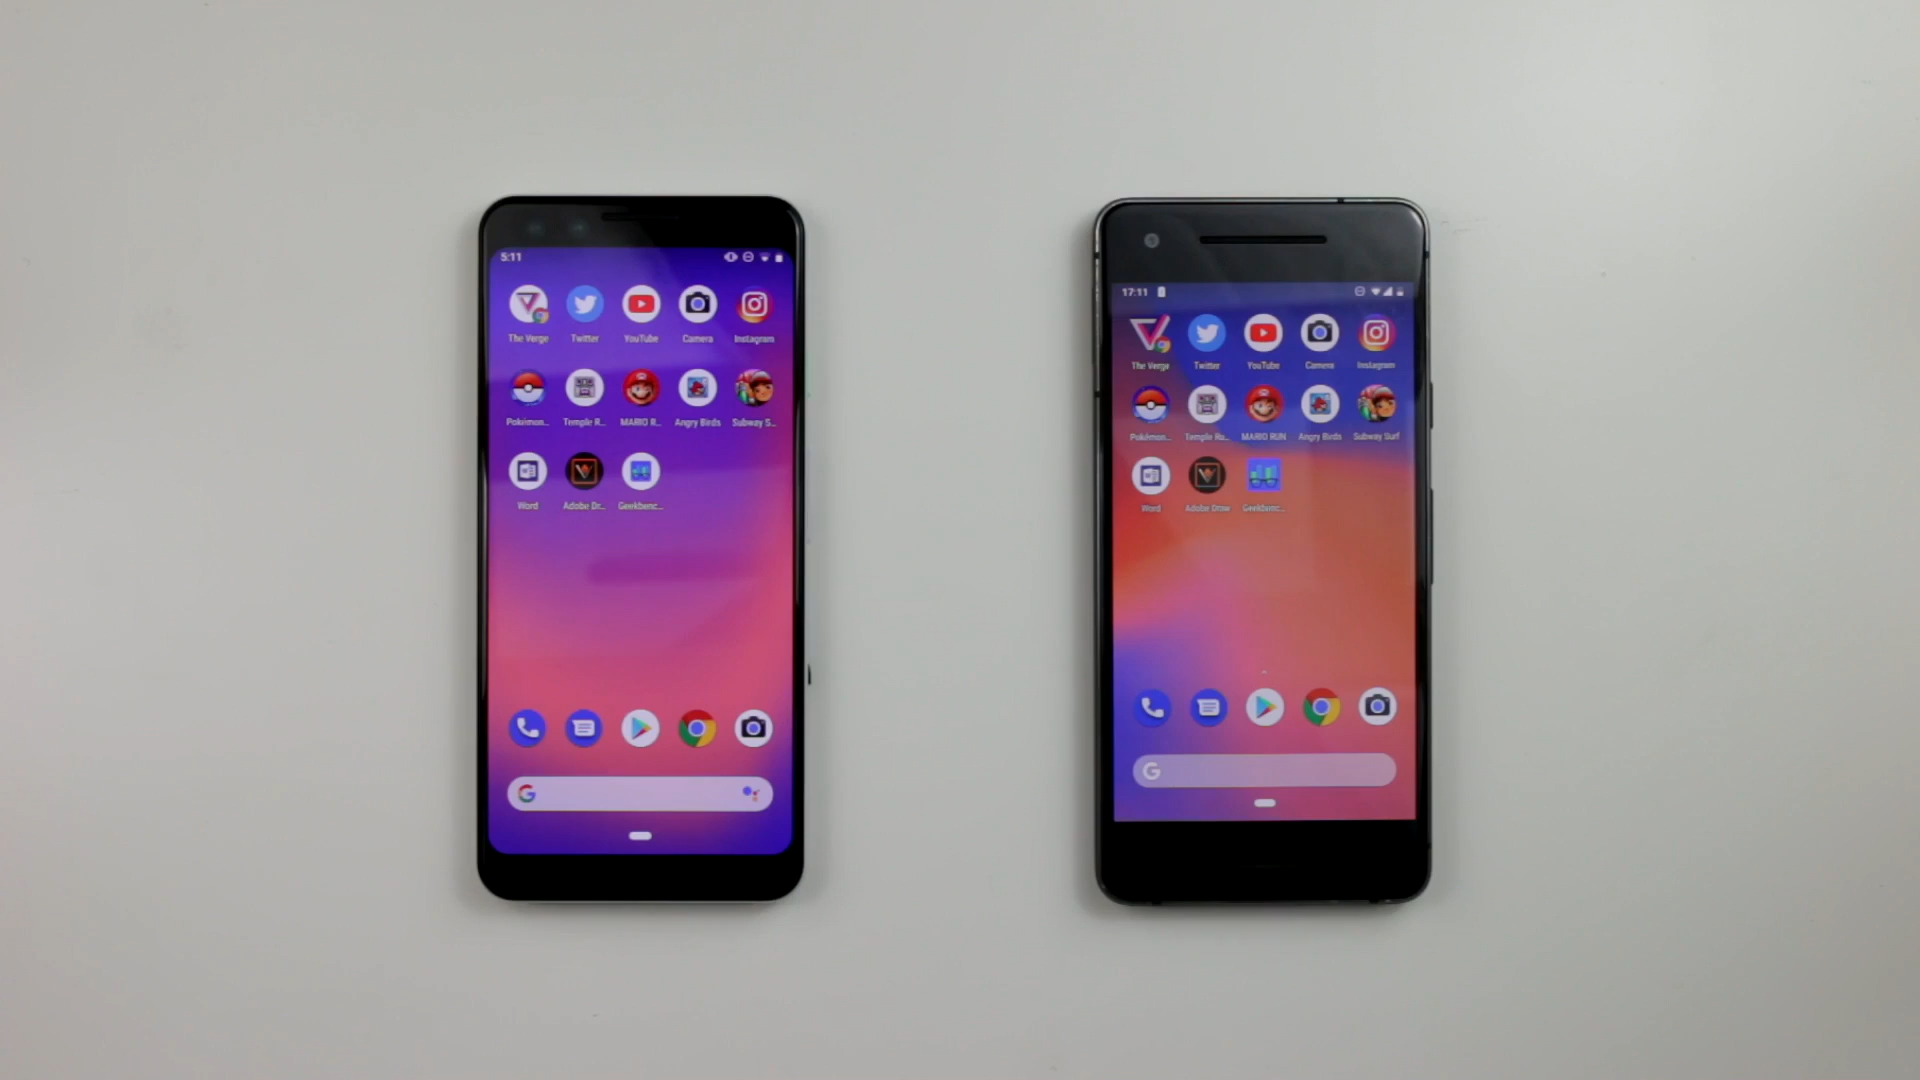 5:11
The Verge Twitter YouTube Camera Instagram
Pokémon... Temple R... MARIO R... Angry Birds Subway S...
Word Adobe Dr... Geekbenc...
17:11
The Verge Twitter YouTube Camera Instagram
Pokémon... Temple Ru... MARIO RUN Angry Birds Subway Surf
Word Adobe Draw Geekbenc...